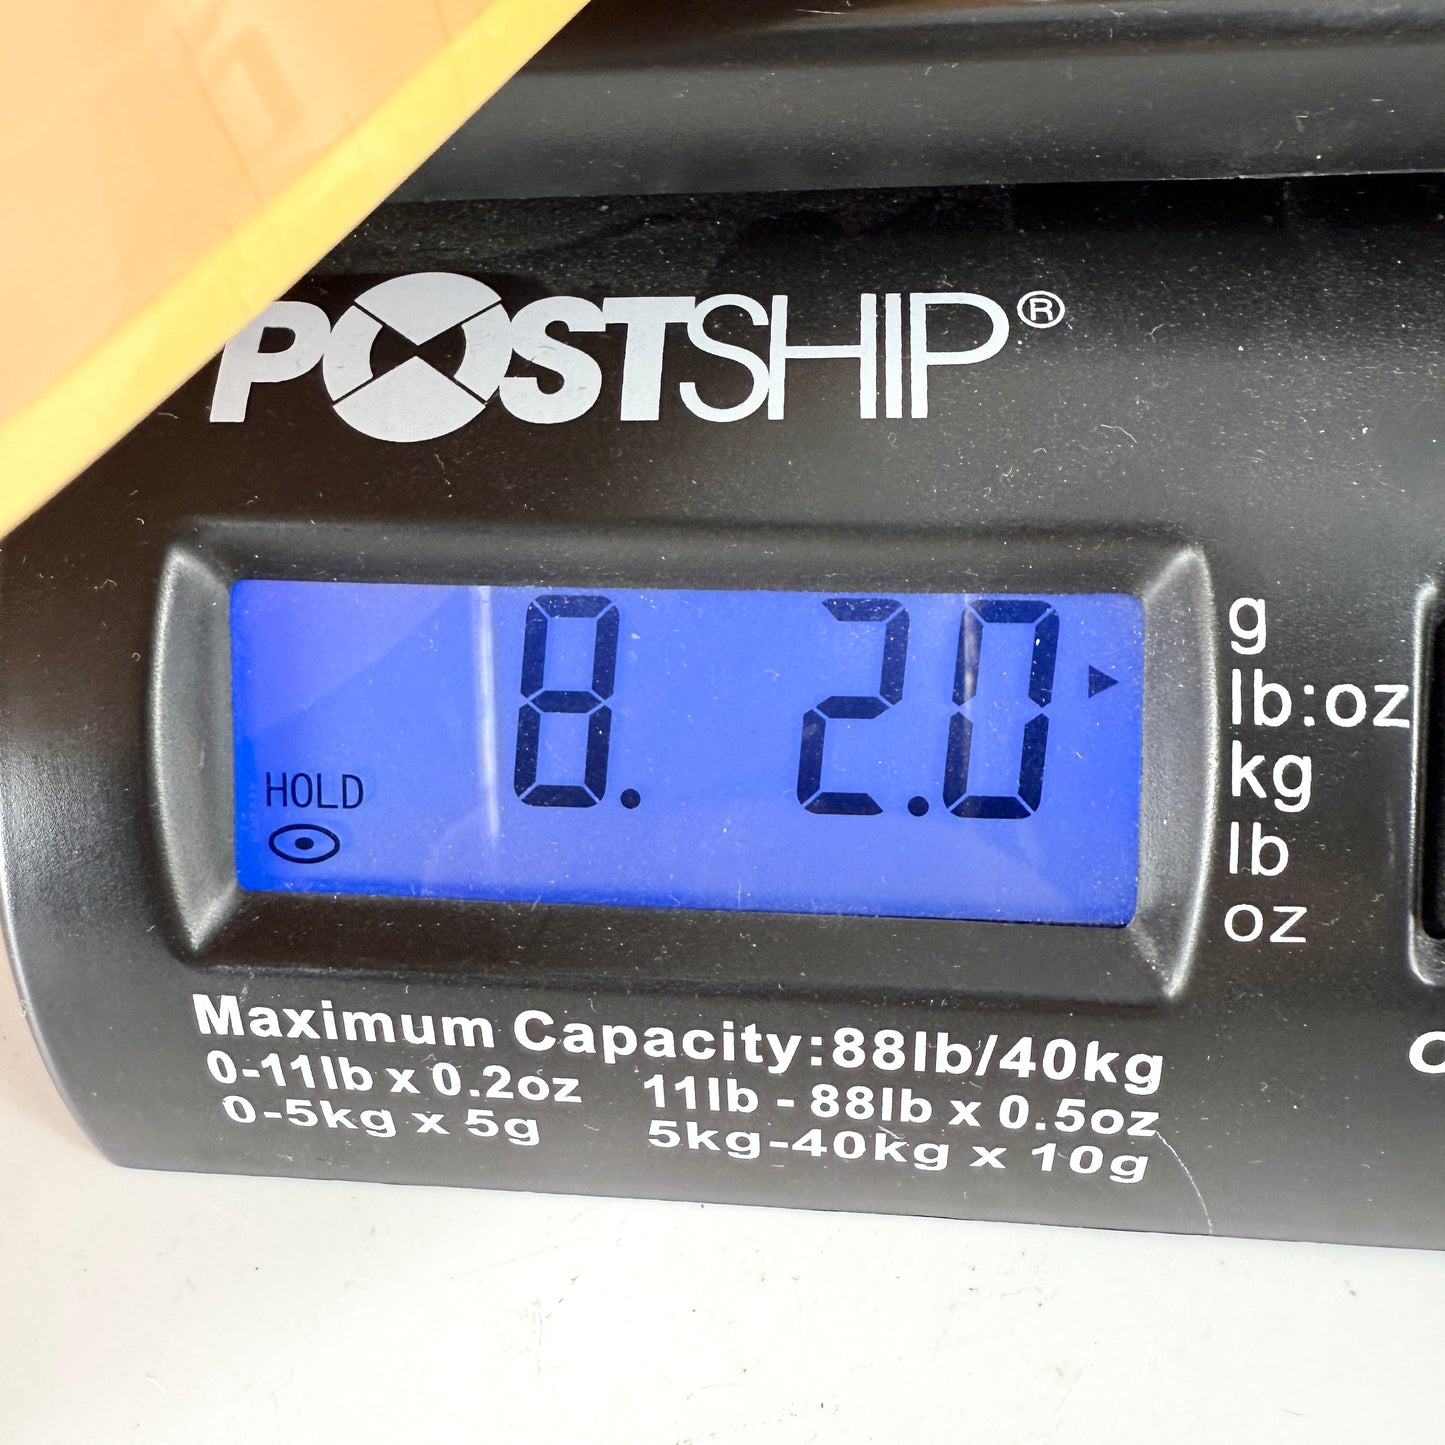 POSTSHIP®
8. 2.0
HOLD
g
lb:oz
kg
lb
oz
Maximum Capacity:88lb/40kg
0-11lb x 0.2oz 11lb - 88lb x 0.5oz
0-5kg x 5g 5kg-40kg x 10g